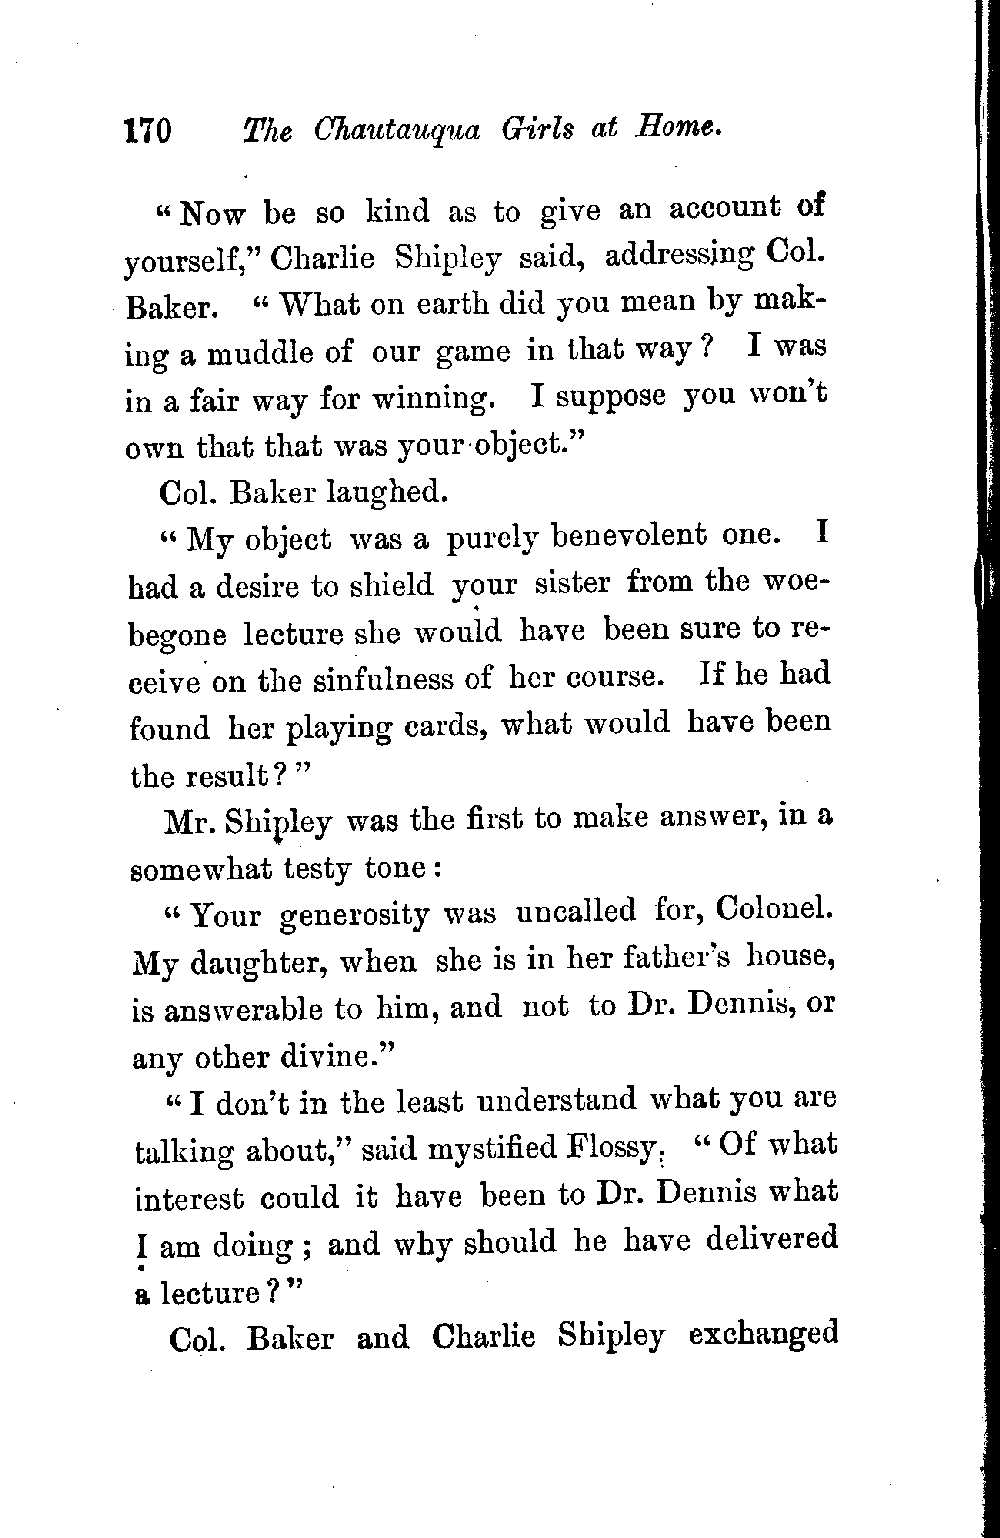 170 The Chautauqua Girls at Home.
“ Now be so kind as to give an account of
yourself,” Charlie Shipley said, addressing Col.
Baker. “ What on earth did you mean by mak-
ing a muddle of our game in that way ? I was
in a fair way for winning. I suppose you won’t
own that that was your object.”
Col. Baker laughed.
“ My object was a purely benevolent one. I
had a desire to shield your sister from the woe-
begone lecture she would have been sure to re-
ceive on the sinfulness of her course. If he had
found her playing cards, what would have been
the result ? ”
Mr. Shipley was the first to make answer, in a
somewhat testy tone :
“ Your generosity was uncalled for, Colonel.
My daughter, when she is in her father’s house,
is answerable to him, and not to Dr. Dennis, or
any other divine.”
“ I don’t in the least understand what you are
talking about,” said mystified Flossy. “ Of what
interest could it have been to Dr. Dennis what
I am doing ; and why should he have delivered
a lecture ? ”
Col. Baker and Charlie Shipley exchanged